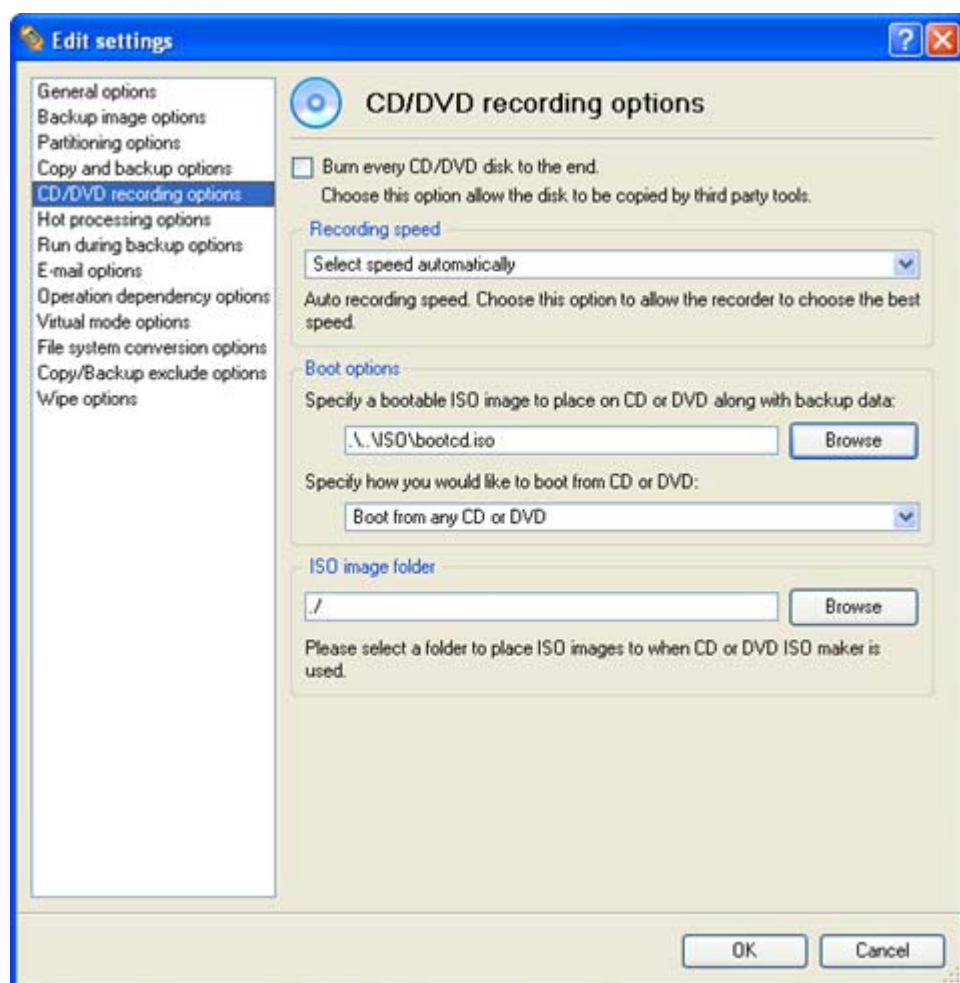 Edit settings
General options
Backup image options
Partitioning options
Copy and backup options
CD/DVD recording options
Hot processing options
Run during backup options
E-mail options
Operation dependency options
Virtual mode options
File system conversion options
Copy/Backup exclude options
Wipe options
CD/DVD recording options
Burn every CD/DVD disk to the end.
Choose this option allow the disk to be copied by third party tools.
Recording speed
Select speed automatically
Auto recording speed. Choose this option to allow the recorder to choose the best
speed.
Boot options
Specify a bootable ISO image to place on CD or DVD along with backup data:
.\..\ISO\bootcd.iso
Browse
Specify how you would like to boot from CD or DVD:
Boot from any CD or DVD
ISO image folder
./
Browse
Please select a folder to place ISO images to when CD or DVD ISO maker is
used.
OK
Cancel